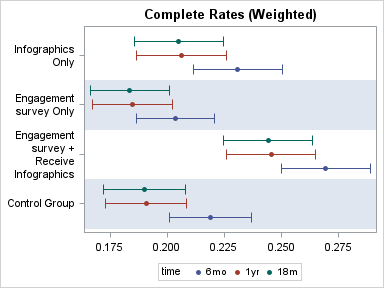 Complete Rates (Weighted)
Infographics
Only
Engagement
survey Only
Engagement
survey +
Receive
Infographics
Control Group
0.175 0.200 0.225 0.250 0.275
time 6mo 1yr 18m